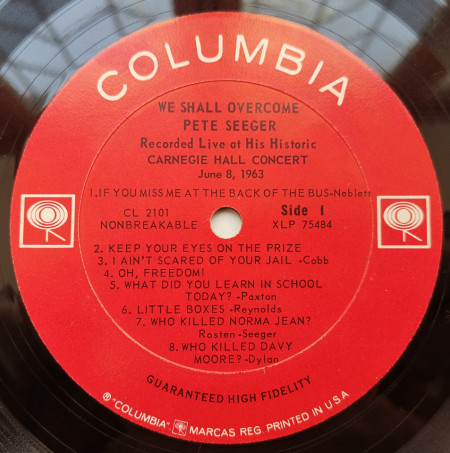 COLUMBIA
WE SHALL OVERCOME
PETE SEEGER
Recorded Live at His Historic
CARNEGIE HALL CONCERT
June 8, 1963
1.IF YOU MISS ME AT THE BACK OF THE BUS-Neblett
CL 2101 Side 1
NONBREAKABLE XLP 75484
2. KEEP YOUR EYES ON THE PRIZE
3. I AIN'T SCARED OF YOUR JAIL -Cobb
4. OH, FREEDOM!
5. WHAT DID YOU LEARN IN SCHOOL
TODAY? -Paxton
6. LITTLE BOXES -Reynolds
7. WHO KILLED NORMA JEAN?
Rosten-Seeger
8. WHO KILLED DAVY
MOORE? -Dylan
GUARANTEED HIGH FIDELITY
® "COLUMBIA" MARCAS REG. PRINTED IN U S A